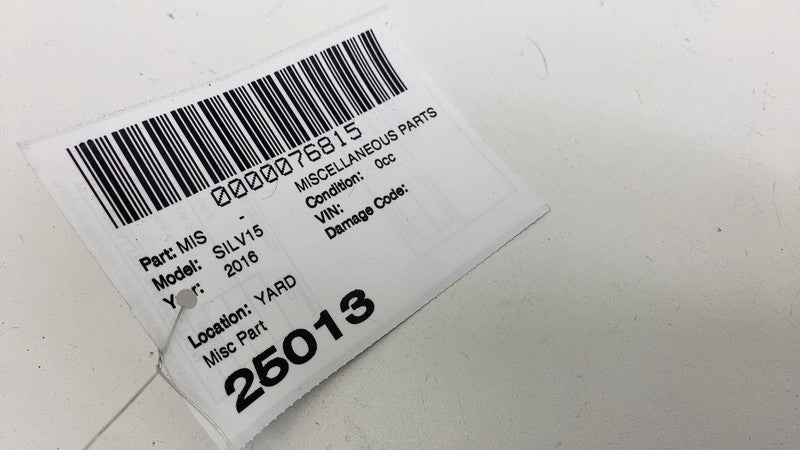 0000076815
MISCELLANEOUS PARTS
Part: MIS -
Condition: 0cc
Model: SILV15
VIN:
Year: 2016
Damage Code:
Location: YARD
Misc Part
25013